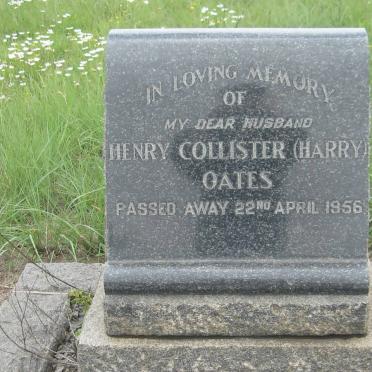 IN LOVING MEMORY
OF
MY DEAR HUSBAND
HENRY COLLISTER (HARRY)
OATES
PASSED AWAY 22ND APRIL 1956